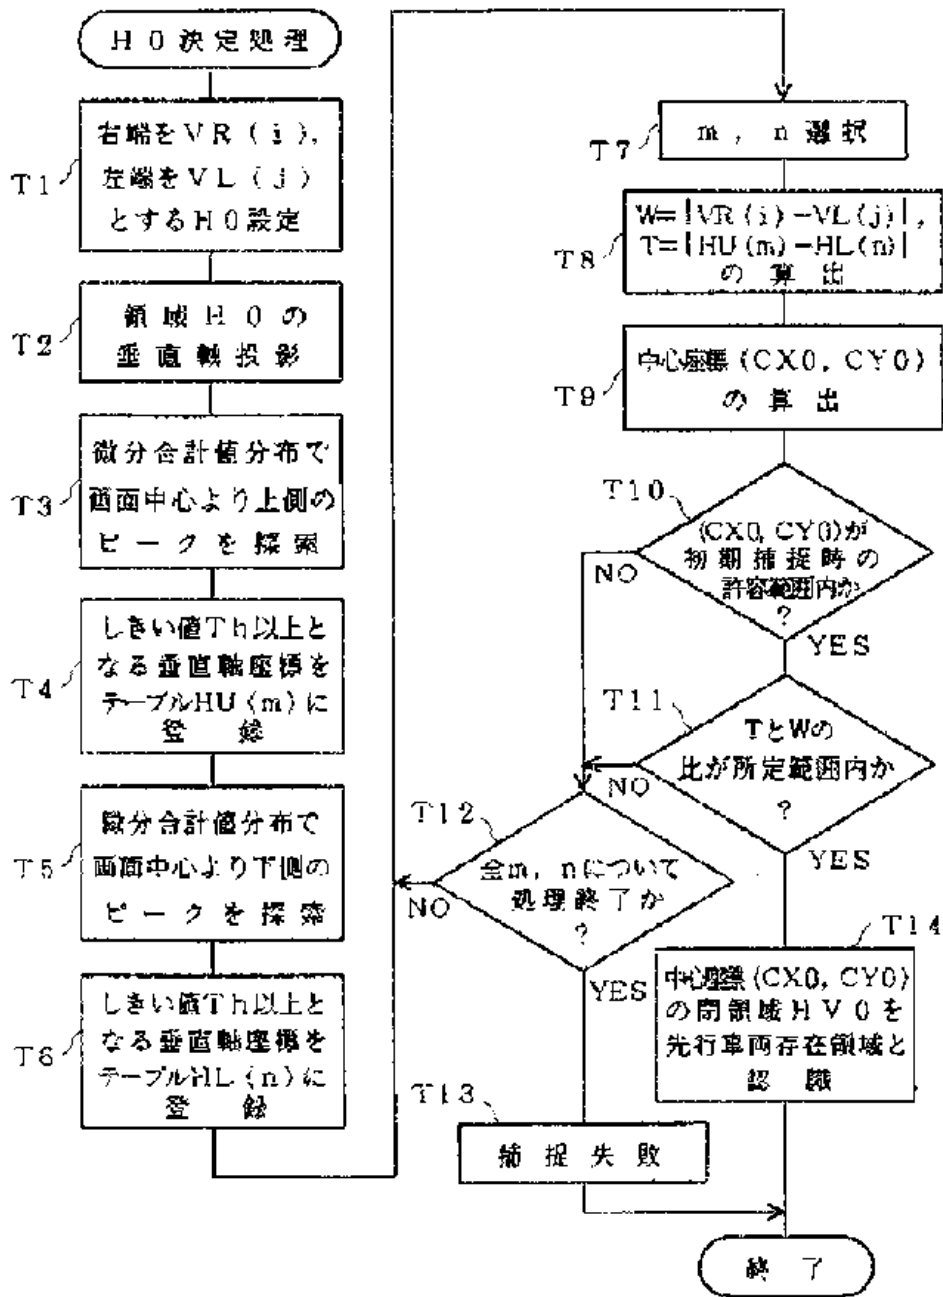 H0決定処理
T1
右端をVR(i),
左端をVL(j)
とするH0設定
T2
領域H0の
垂直軸投影
T3
微分合計値分布で
画面中心より上側の
ピークを探索
T4
しきい値Th以上と
なる垂直軸座標を
テーブルHU(m)に
登録
T5
微分合計値分布で
画面中心より下側の
ピークを探索
T6
しきい値Th以上と
なる垂直軸座標を
テーブルHL(n)に
登録
T7
m,n選択
T8
W=|VR(i)-VL(j)|,
T=|HU(m)-HL(n)|
の算出
T9
中心座標(CX0,CY0)
の算出
T10
(CX0,CY0)が
初期捕捉時の
許容範囲内か
?
NO
YES
T11
TとWの
比が所定範囲内か
?
NO
YES
T12
全m,nについて
処理終了か
?
NO
YES
T13
捕捉失敗
T14
中心座標(CX0,CY0)
の閉領域HV0を
先行車両存在領域と
認識
終了